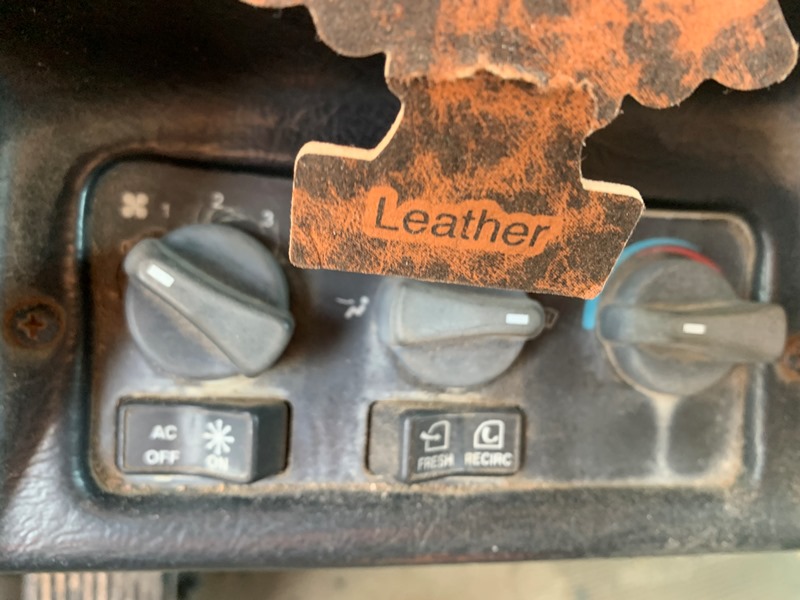 Leather
1 2 3
AC
OFF ON
FRESH RECIRC